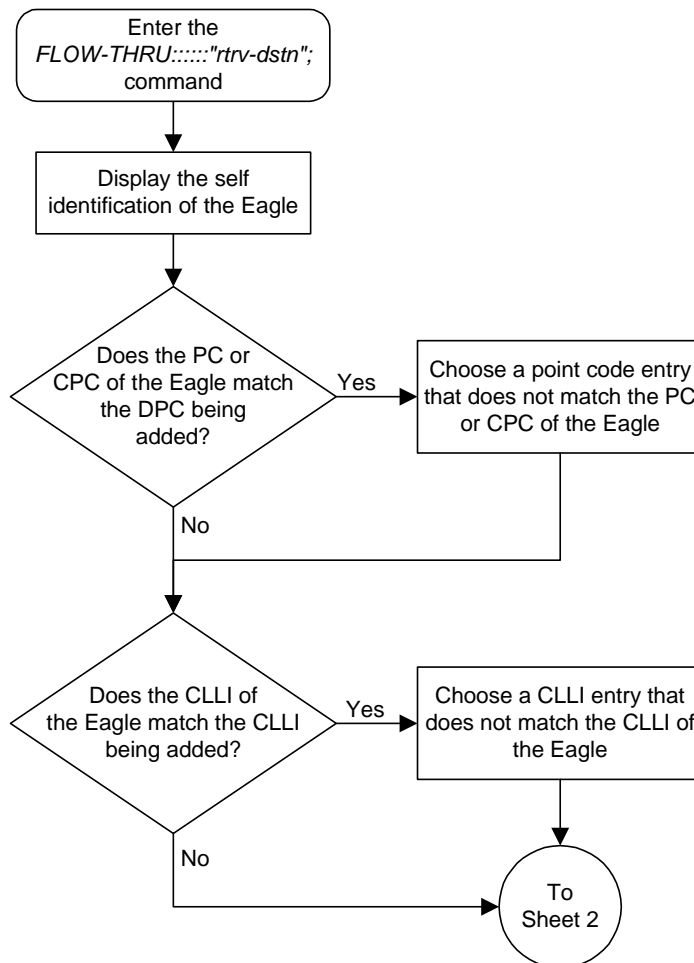 Enter the
FLOW-THRU::::::"rtrv-dstn";
command
Display the self
identification of the Eagle
Does the PC or
CPC of the Eagle match
the DPC being
added?
Yes
Choose a point code entry
that does not match the PC
or CPC of the Eagle
No
Does the CLLI of
the Eagle match the CLLI
being added?
Yes
Choose a CLLI entry that
does not match the CLLI of
the Eagle
No
To
Sheet 2